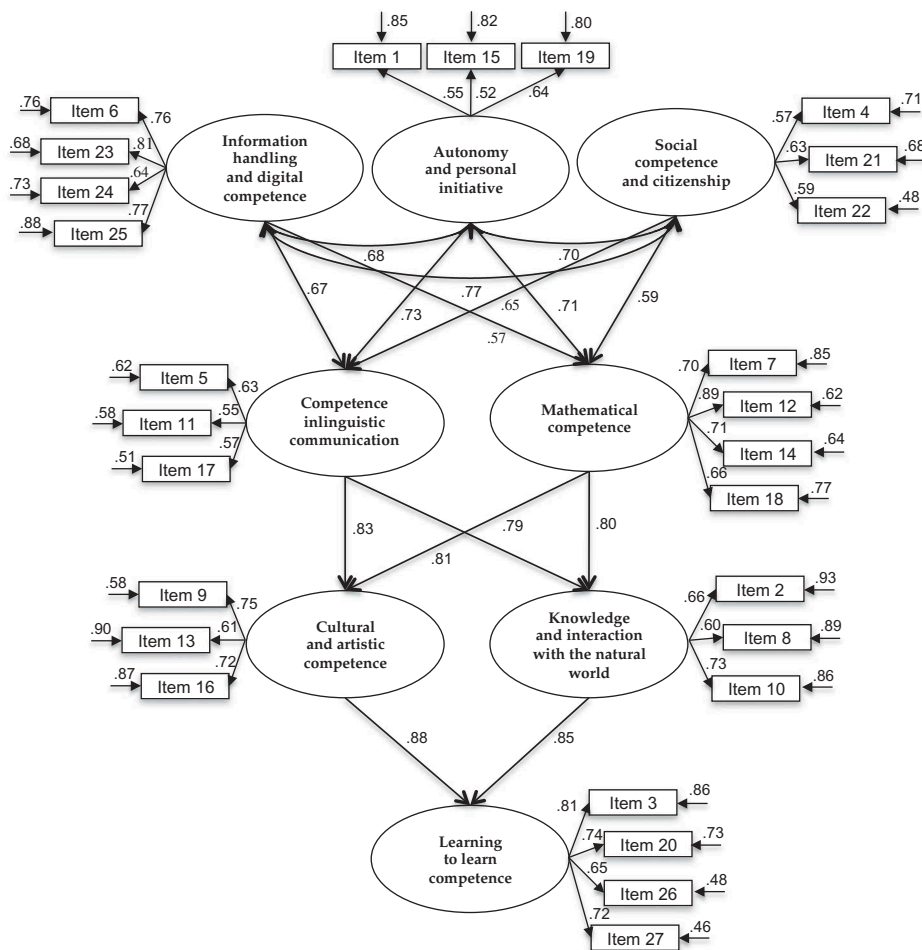 .85
.82
.80
Item 1
Item 15
Item 19
.55
.52
.64
.76
Item 6
.76
.68
Item 23
.81
.73
Item 24
.64
.88
Item 25
.77
Information
handling
and digital
competence
Autonomy
and personal
initiative
Social
competence
and citizenship
.57
Item 4
.71
.63
Item 21
.68
.59
Item 22
.48
.68
.70
.67
.73
.77
.65
.57
.71
.59
.62
Item 5
.63
.58
Item 11
.55
.51
Item 17
.57
Competence
inlinguistic
communication
Mathematical
competence
.70
Item 7
.85
.89
Item 12
.62
.71
Item 14
.64
.66
Item 18
.77
.83
.81
.79
.80
.58
Item 9
.75
.90
Item 13
.61
.87
Item 16
.72
Cultural
and artistic
competence
Knowledge
and interaction
with the natural
world
.66
Item 2
.93
.60
Item 8
.89
.73
Item 10
.86
.88
.85
Learning
to learn
competence
.81
Item 3
.86
.74
Item 20
.73
.65
Item 26
.48
.72
Item 27
.46